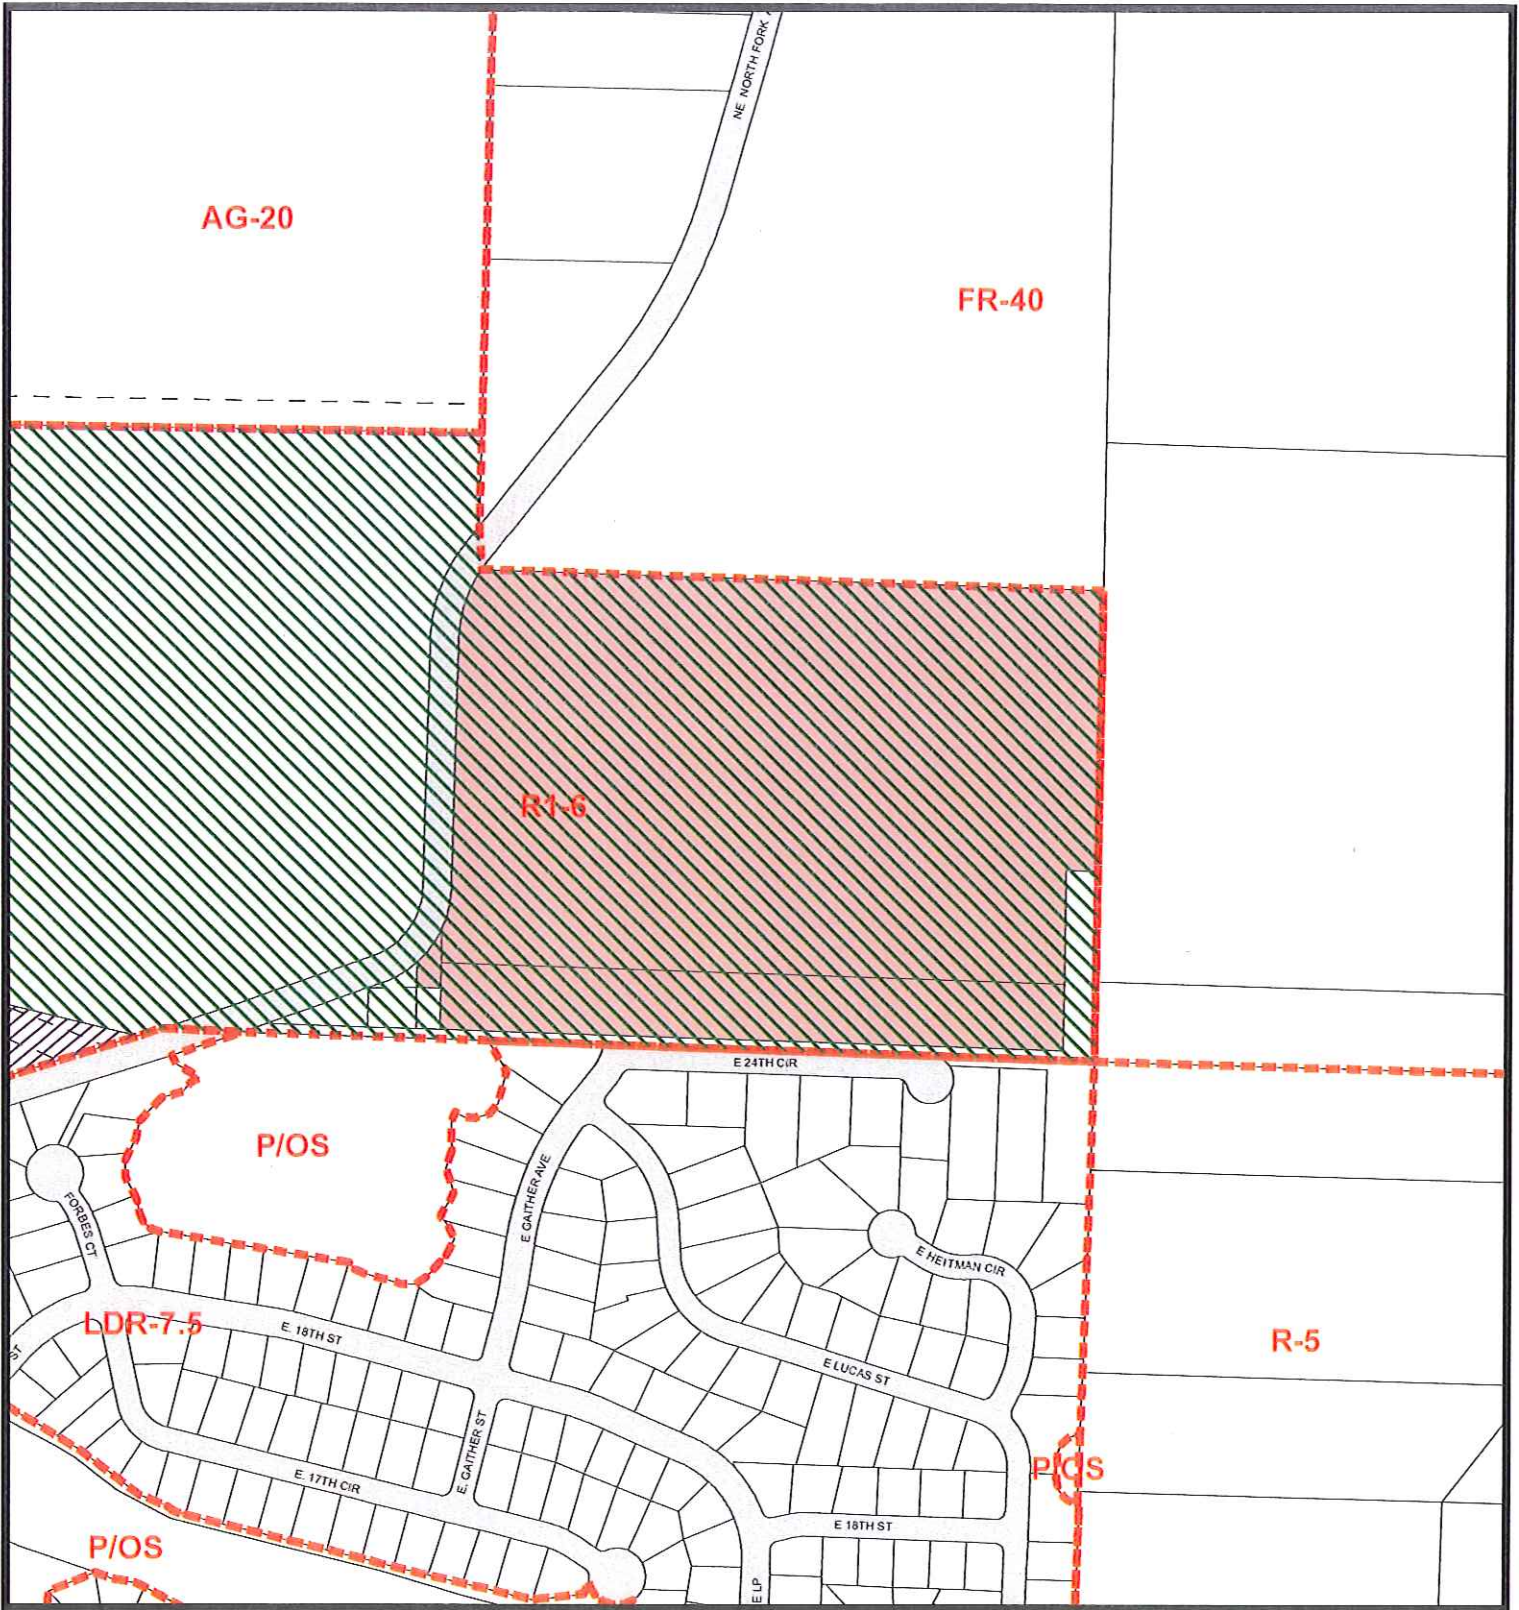 NE NORTH FORK
AG-20
FR-40
R1-6
E 24TH CIR
P/OS
E GAITHER AVE
FORBES CT
E HEITMAN CIR
LDR-7.5
E. 18TH ST
R-5
ST
E LUCAS ST
E. GAITHER ST
P/OS
E. 17TH CIR
E 18TH ST
P/OS
E LP